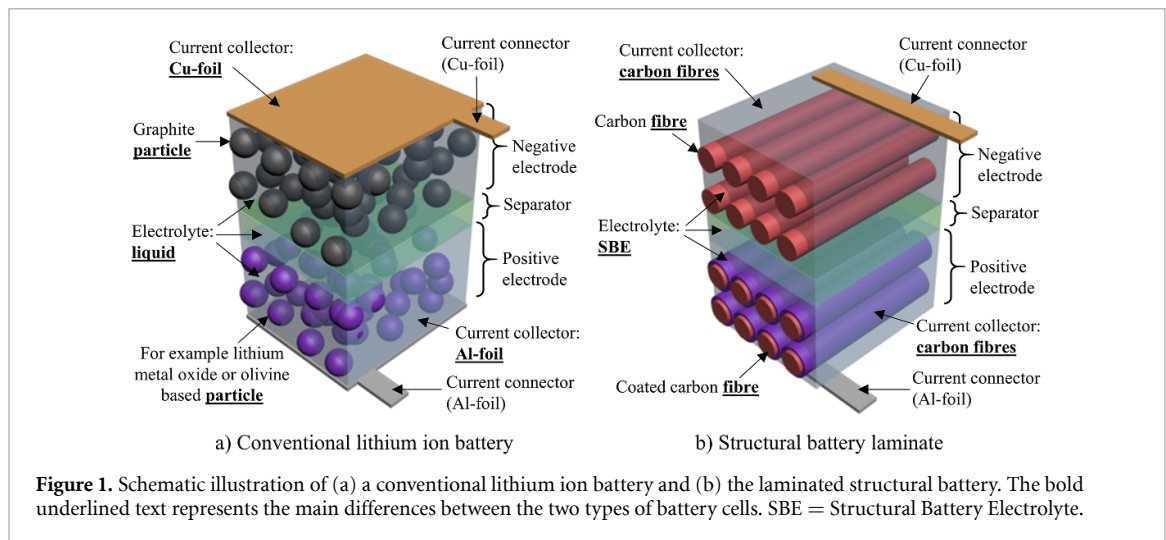 Current collector:
Cu-foil
Current connector
(Cu-foil)
Graphite
particle
Negative
electrode
Separator
Electrolyte:
liquid
Positive
electrode
For example lithium
metal oxide or olivine
based particle
Current collector:
Al-foil
Current connector
(Al-foil)
a) Conventional lithium ion battery
Current collector:
carbon fibres
Current connector
(Cu-foil)
Carbon fibre
Negative
electrode
Separator
Electrolyte:
SBE
Positive
electrode
Current collector:
carbon fibres
Coated carbon fibre
Current connector
(Al-foil)
b) Structural battery laminate
Figure 1. Schematic illustration of (a) a conventional lithium ion battery and (b) the laminated structural battery. The bold
underlined text represents the main differences between the two types of battery cells. SBE = Structural Battery Electrolyte.